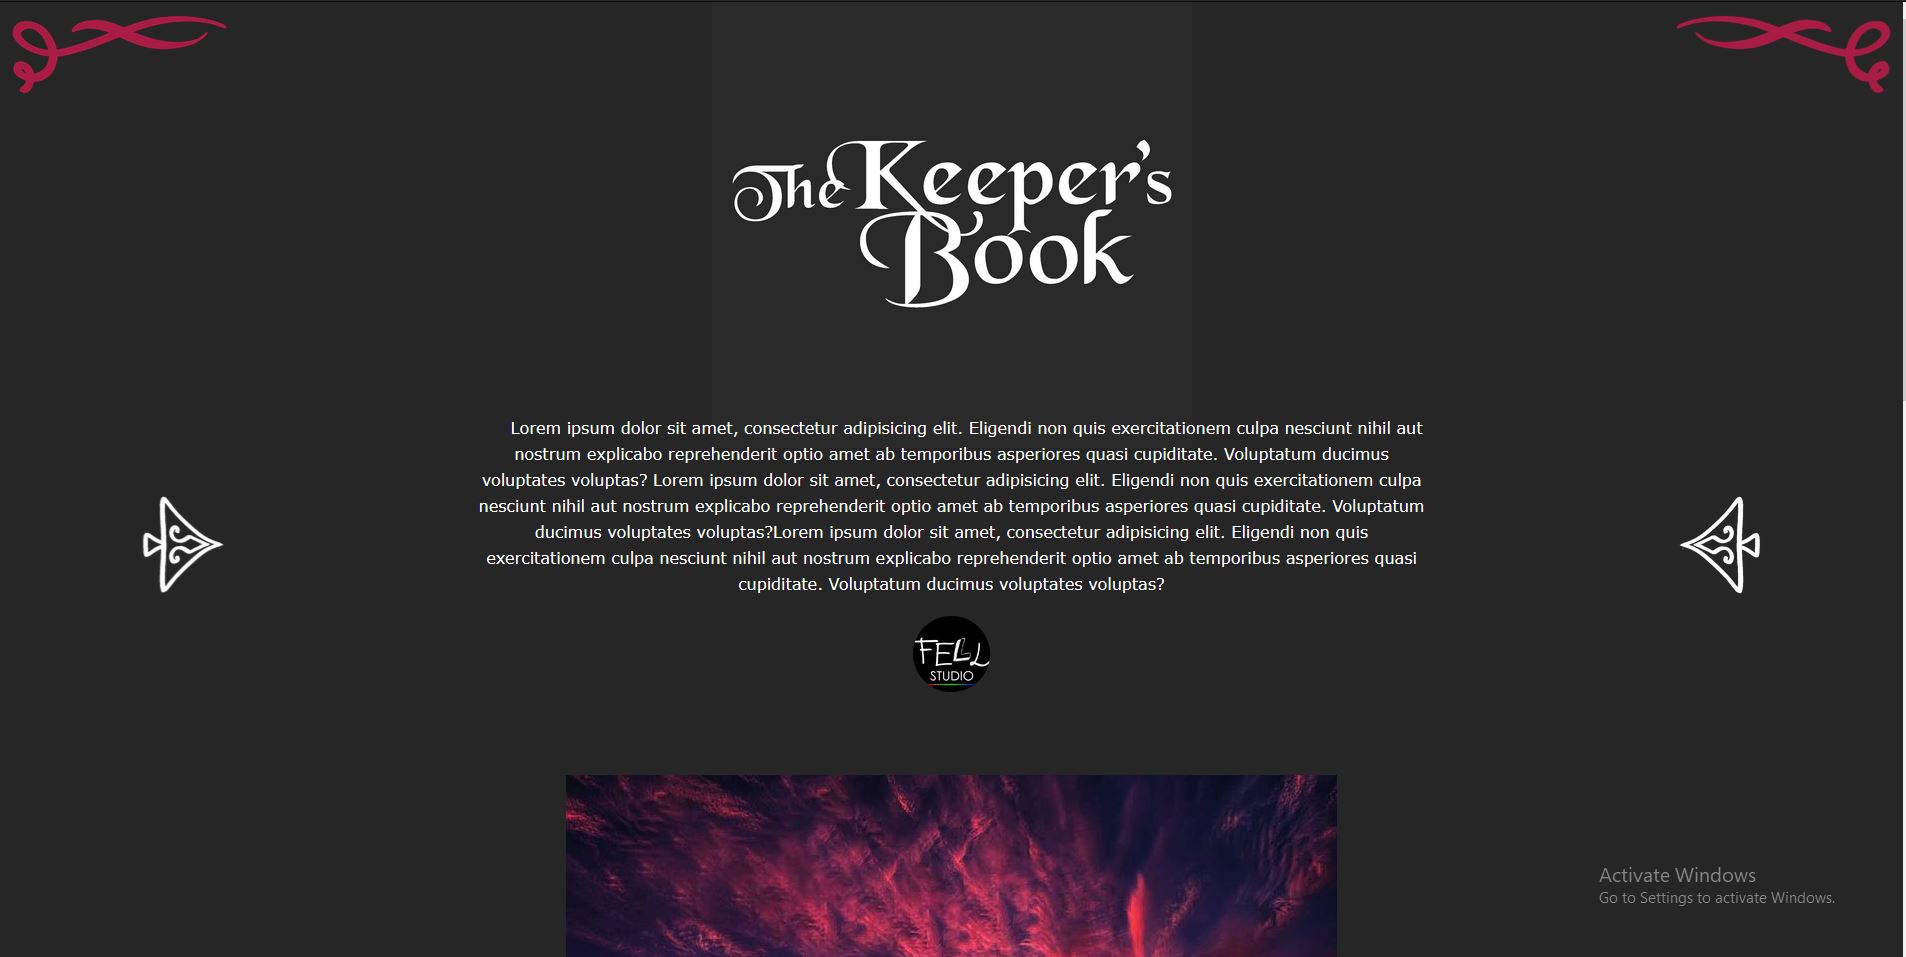 The Keeper's
Book
Lorem ipsum dolor sit amet, consectetur adipisicing elit. Eligendi non quis exercitationem culpa nesciunt nihil aut
nostrum explicabo reprehenderit optio amet ab temporibus asperiores quasi cupiditate. Voluptatum ducimus
voluptates voluptas? Lorem ipsum dolor sit amet, consectetur adipisicing elit. Eligendi non quis exercitationem culpa
nesciunt nihil aut nostrum explicabo reprehenderit optio amet ab temporibus asperiores quasi cupiditate. Voluptatum
ducimus voluptates voluptas?Lorem ipsum dolor sit amet, consectetur adipisicing elit. Eligendi non quis
exercitationem culpa nesciunt nihil aut nostrum explicabo reprehenderit optio amet ab temporibus asperiores quasi
cupiditate. Voluptatum ducimus voluptates voluptas?
FELL
STUDIO
Activate Windows
Go to Settings to activate Windows.